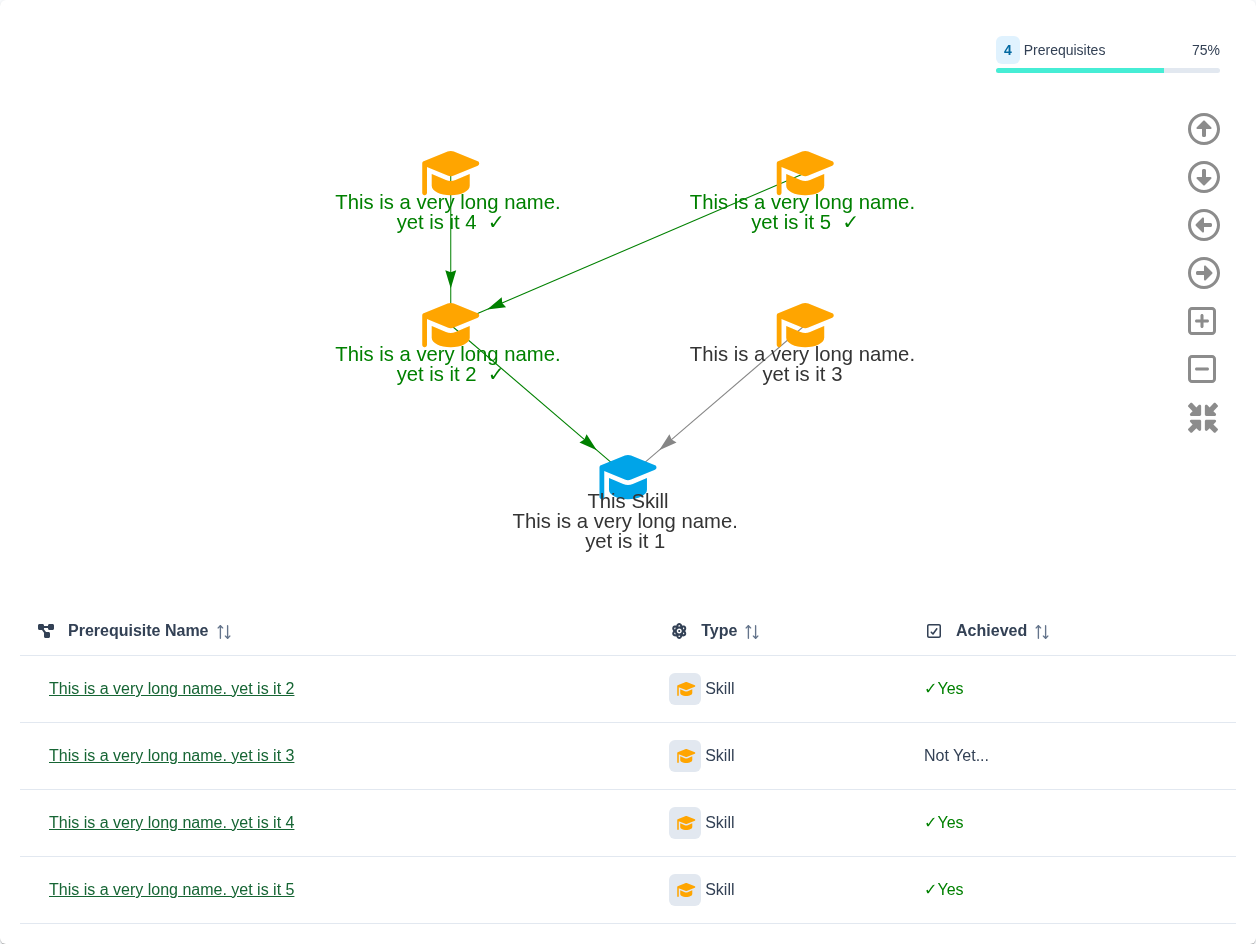 4 Prerequisites 75%
This is a very long name. This is a very long name.
yet is it 4 ✓ yet is it 5 ✓
This is a very long name. This is a very long name.
yet is it 2 ✓ yet is it 3
This Skill
This is a very long name.
yet is it 1
Prerequisite Name Type Achieved
This is a very long name. yet is it 2 Skill ✓Yes
This is a very long name. yet is it 3 Skill Not Yet...
This is a very long name. yet is it 4 Skill ✓Yes
This is a very long name. yet is it 5 Skill ✓Yes